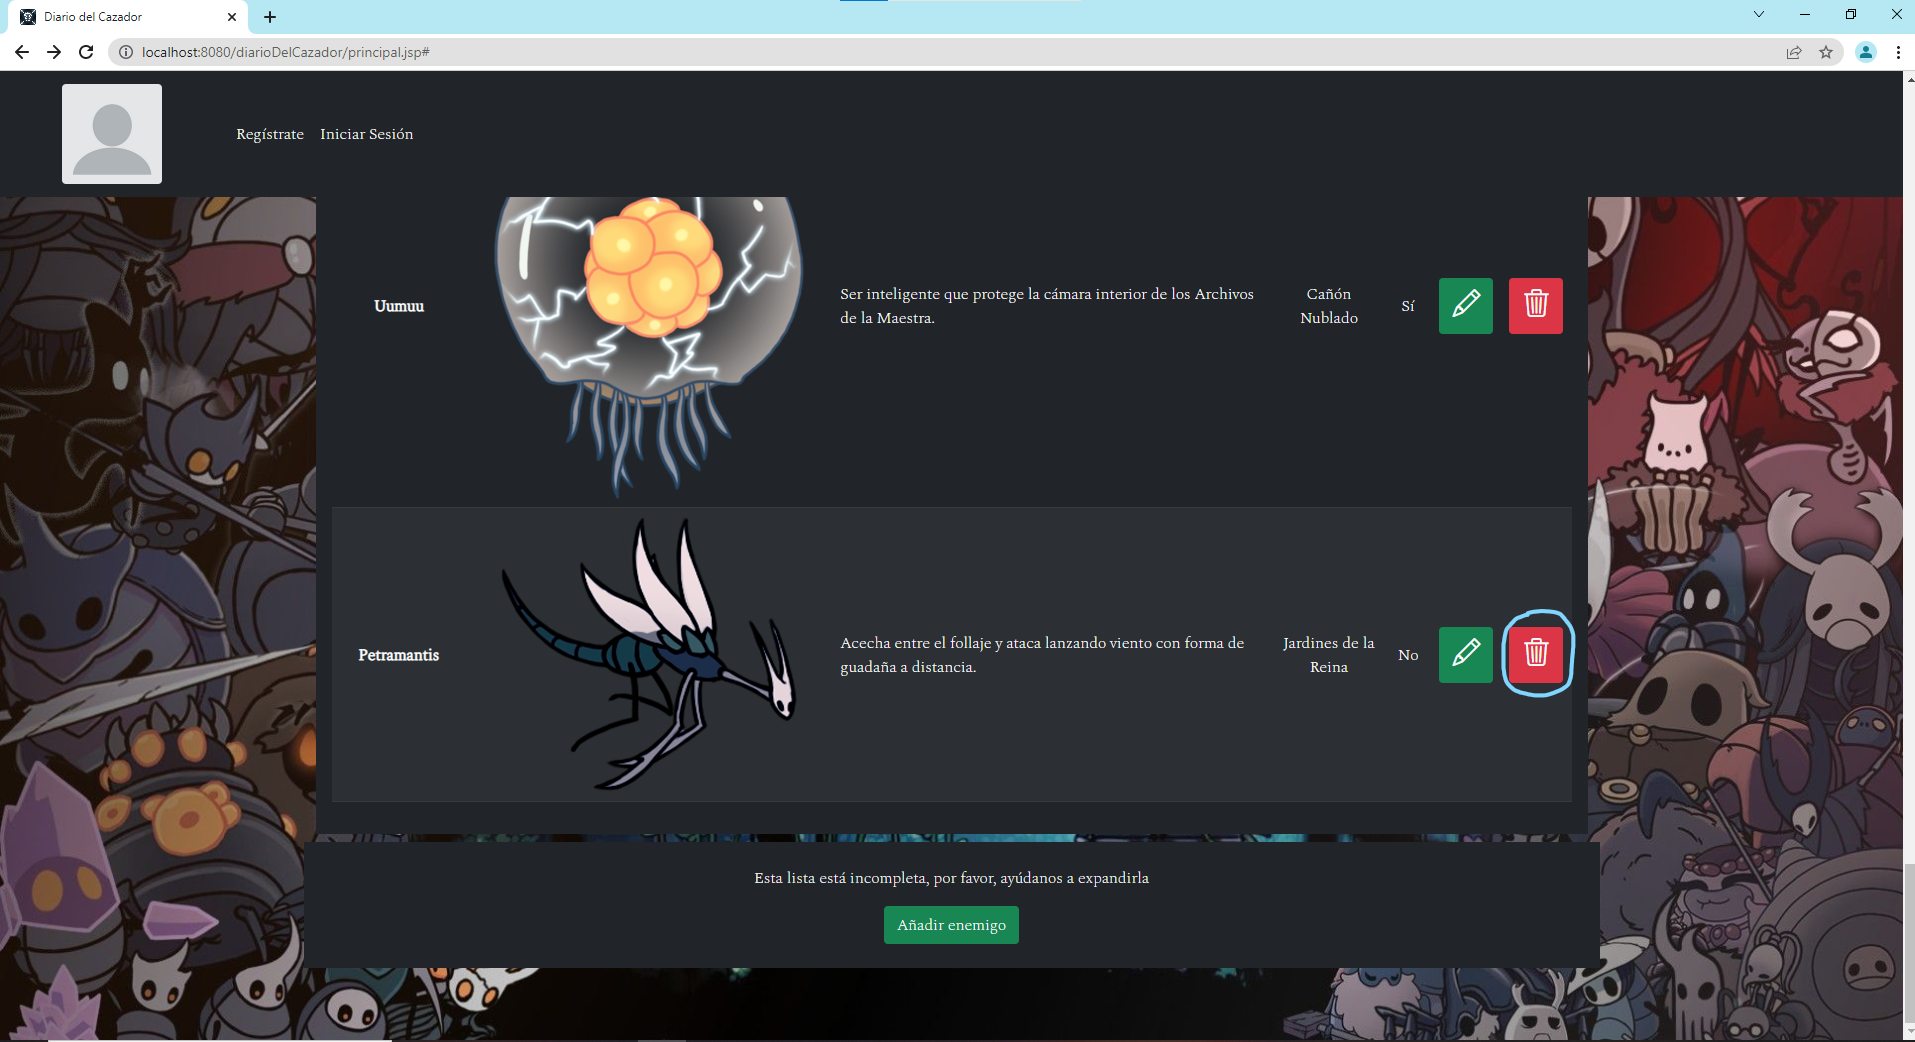 Diario del Cazador
localhost:8080/diarioDelCazador/principal.jsp#
Regístrate Iniciar Sesión
Uumuu
Ser inteligente que protege la cámara interior de los Archivos
de la Maestra.
Cañón
Nublado
Sí
Petramantis
Acecha entre el follaje y ataca lanzando viento con forma de
guadaña a distancia.
Jardines de la
Reina
No
Esta lista está incompleta, por favor, ayúdanos a expandirla
Añadir enemigo